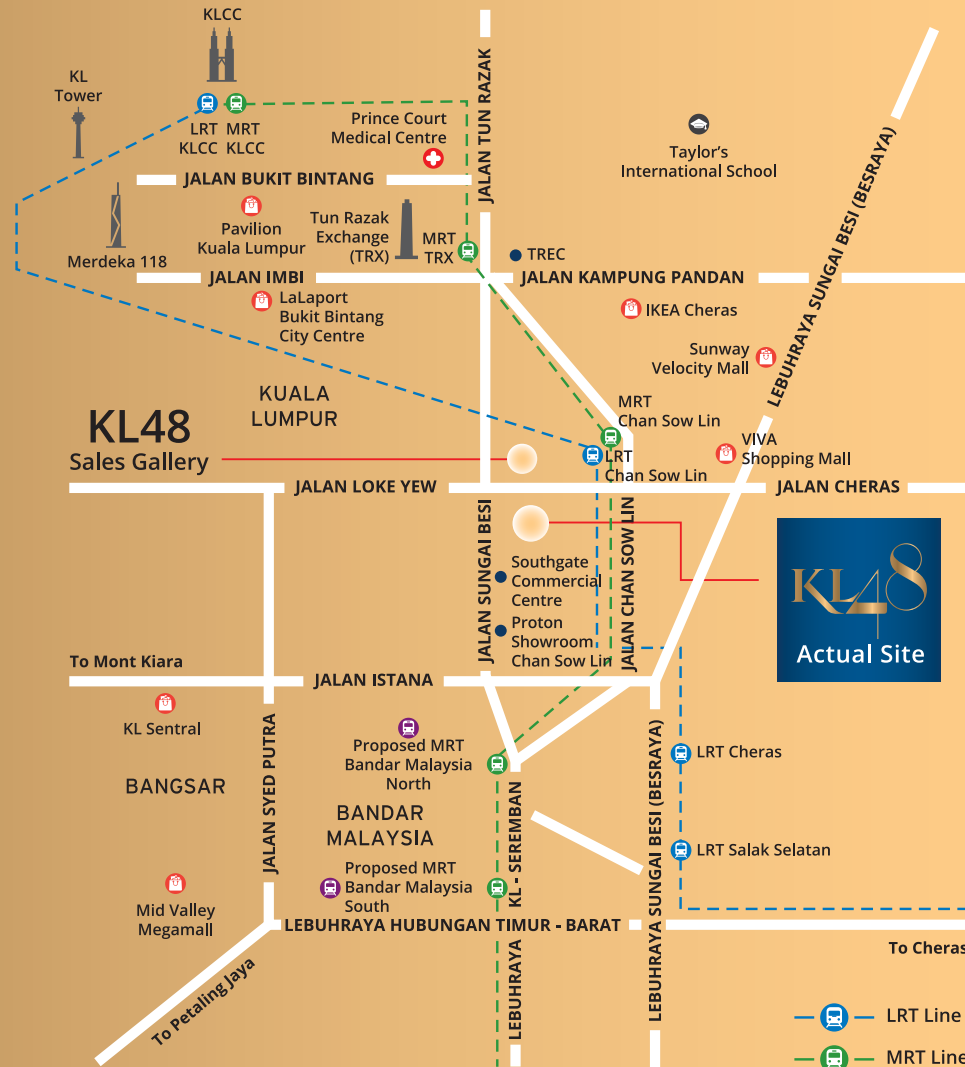 KLCC
KL
Tower
LRT
KLCC
MRT
KLCC
Prince Court
Medical Centre
JALAN TUN RAZAK
Taylor's
International School
LEBUHRAYA SUNGAI BESI (BESRAYA)
JALAN BUKIT BINTANG
Merdeka 118
Pavilion
Kuala Lumpur
Tun Razak
Exchange
(TRX)
MRT
TRX
TREC
JALAN IMBI
JALAN KAMPUNG PANDAN
LaLaport
Bukit Bintang
City Centre
IKEA Cheras
Sunway
Velocity Mall
KUALA
LUMPUR
MRT
Chan Sow Lin
KL48
Sales Gallery
LRT
Chan Sow Lin
VIVA
Shopping Mall
JALAN LOKE YEW
JALAN CHERAS
JALAN SUNGAI BESI
JALAN CHAN SOW LIN
Southgate
Commercial
Centre
Proton
Showroom
Chan Sow Lin
KL48
Actual Site
To Mont Kiara
JALAN ISTANA
KL Sentral
JALAN SYED PUTRA
Proposed MRT
Bandar Malaysia
North
LRT Cheras
BANGSAR
BANDAR
MALAYSIA
LEBUHRAYA KL - SEREMBAN
LEBUHRAYA SUNGAI BESI (BESRAYA)
LRT Salak Selatan
Proposed MRT
Bandar Malaysia
South
Mid Valley
Megamall
LEBUHRAYA HUBUNGAN TIMUR - BARAT
To Cheras
To Petaling Jaya
LRT Line
MRT Line